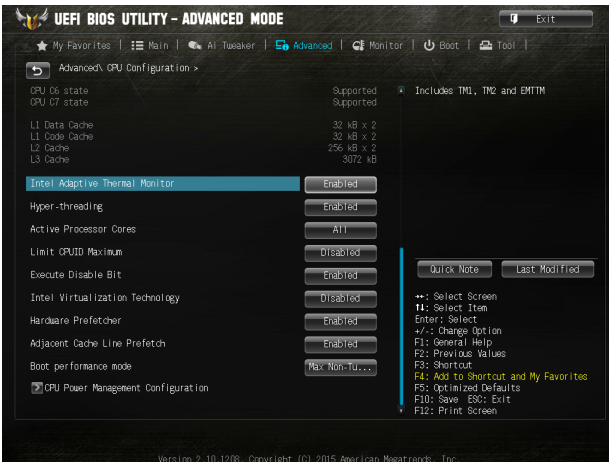 UEFI BIOS UTILITY – ADVANCED MODE
Exit
My Favorites | Main | Ai Tweaker | Advanced | Monitor | Boot | Tool |
Advanced\ CPU Configuration >
CPU C6 state Supported
CPU C7 state Supported
Includes TM1, TM2 and EMTTM
L1 Data Cache 32 kB x 2
L1 Code Cache 32 kB x 2
L2 Cache 256 kB x 2
L3 Cache 3072 kB
Intel Adaptive Thermal Monitor Enabled
Hyper-threading Enabled
Active Processor Cores All
Limit CPUID Maximum Disabled
Execute Disable Bit Enabled
Intel Virtualization Technology Disabled
Hardware Prefetcher Enabled
Adjacent Cache Line Prefetch Enabled
Boot performance mode Max Non-Tu...
CPU Power Management Configuration
Quick Note Last Modified
→←: Select Screen
↑↓: Select Item
Enter: Select
+/-: Change Option
F1: General Help
F2: Previous Values
F3: Shortcut
F4: Add to Shortcut and My Favorites
F5: Optimized Defaults
F10: Save ESC: Exit
F12: Print Screen
Version 2.10.1208. Copyright (C) 2015 American Megatrends, Inc.